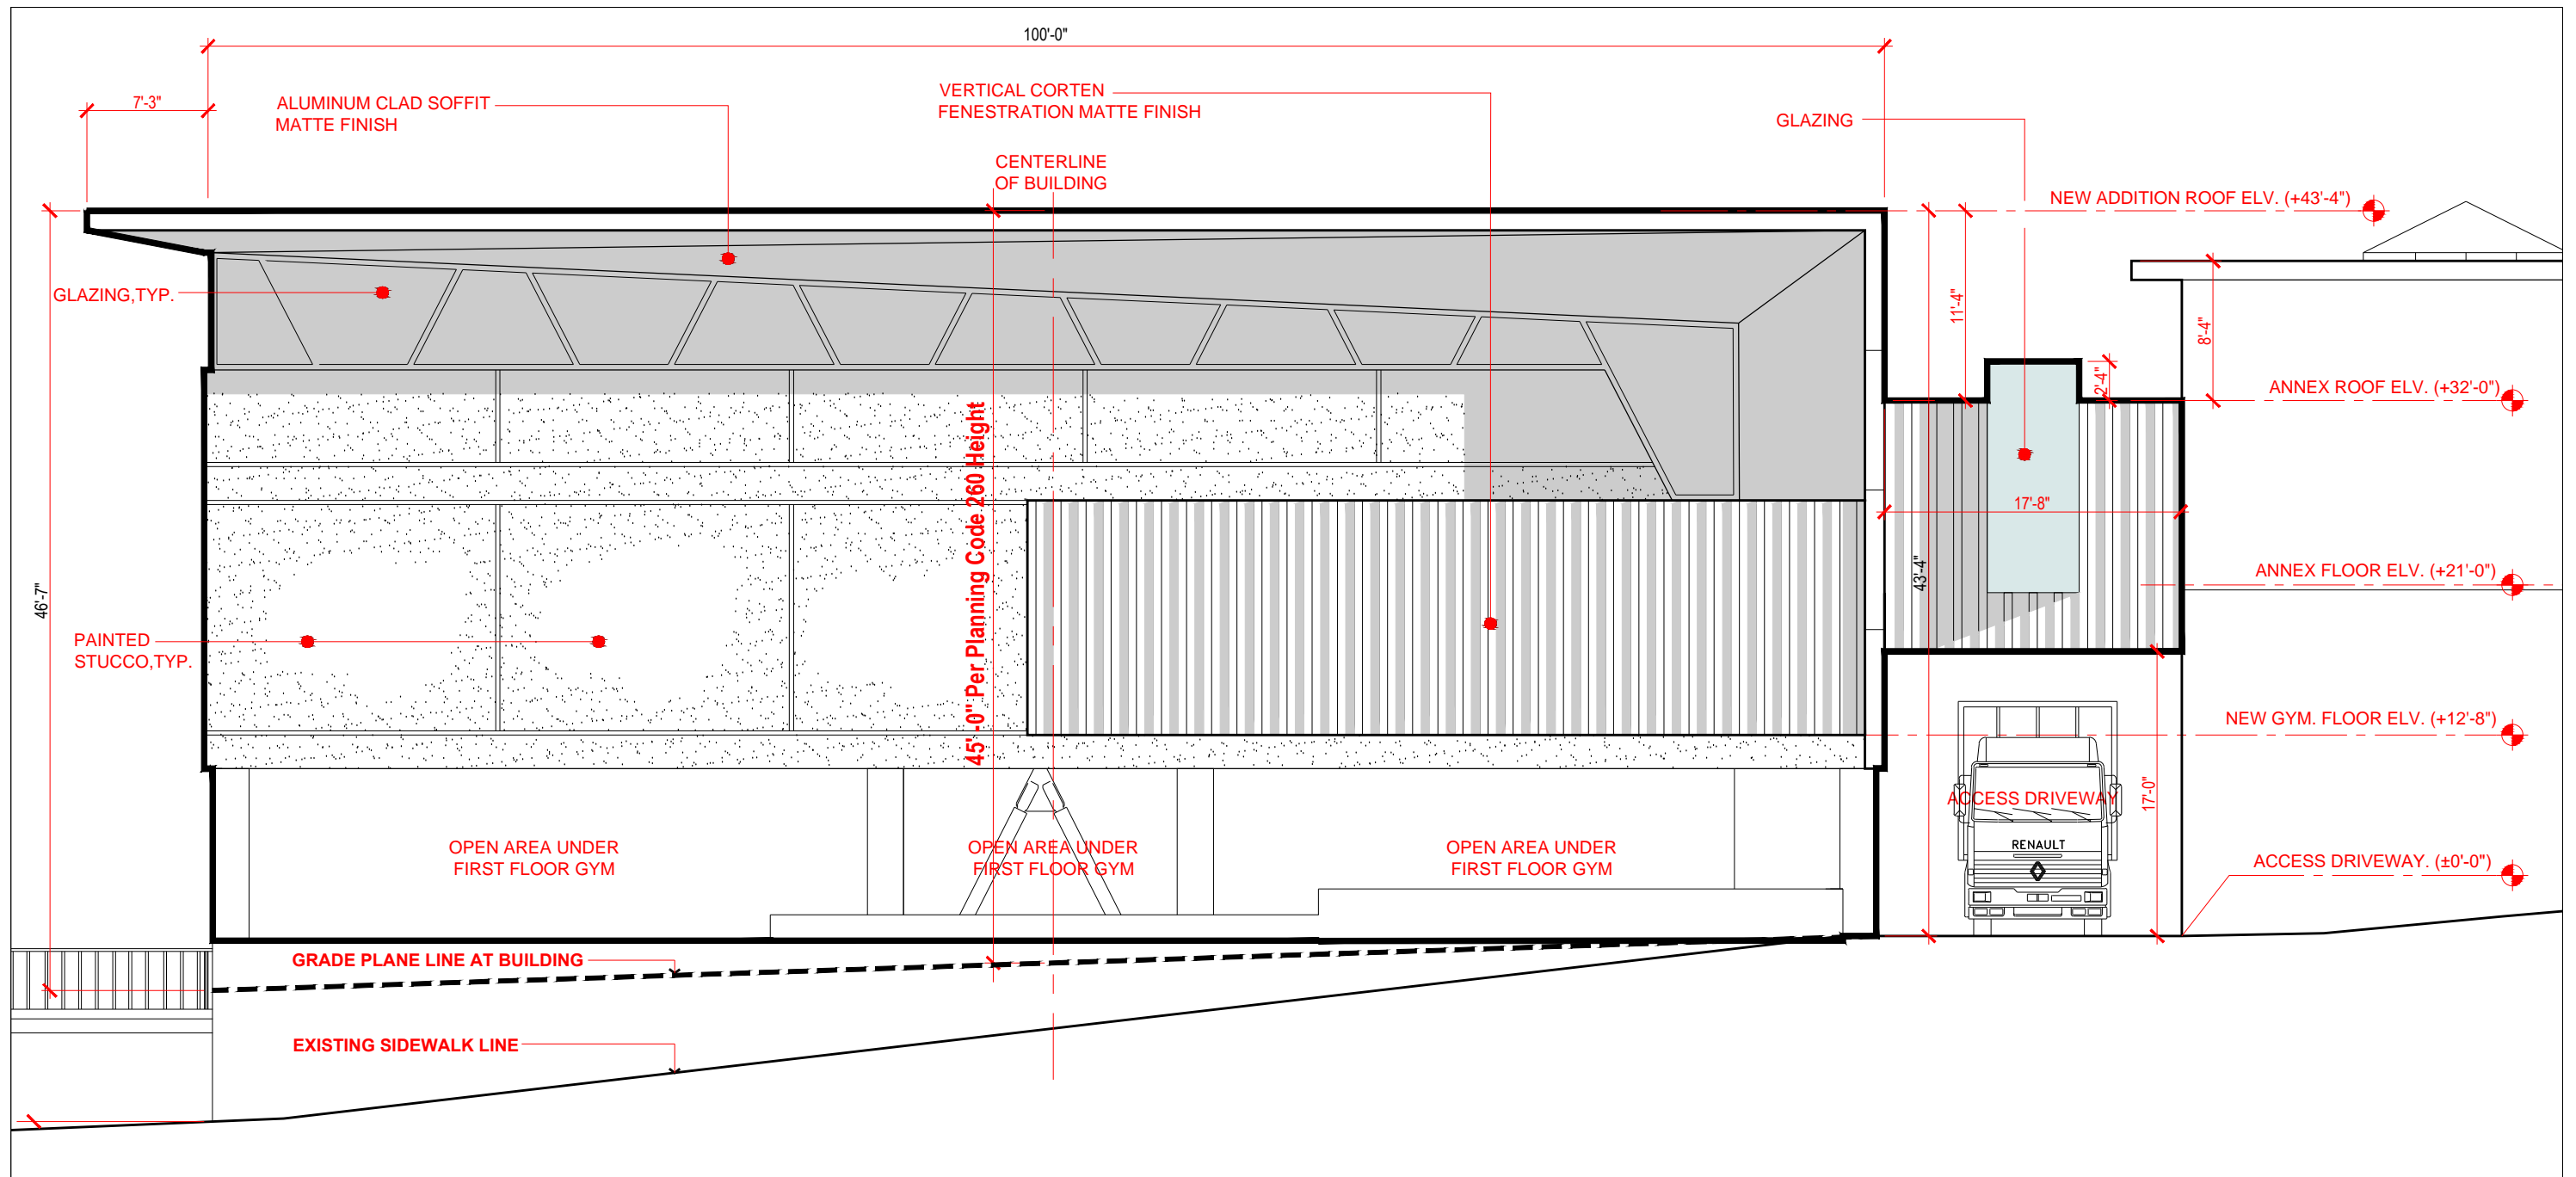 100'-0"
7'-3"
ALUMINUM CLAD SOFFIT
MATTE FINISH
VERTICAL CORTEN
FENESTRATION MATTE FINISH
GLAZING
CENTERLINE
OF BUILDING
NEW ADDITION ROOF ELV. (+43'-4")
GLAZING,TYP.
11'-4"
8'-4"
2'-4"
ANNEX ROOF ELV. (+32'-0")
45'-0" Per Planning Code 260 Height
17'-8"
46'-7"
43'-4"
ANNEX FLOOR ELV. (+21'-0")
PAINTED
STUCCO,TYP.
NEW GYM. FLOOR ELV. (+12'-8")
ACCESS DRIVEWAY
17'-0"
RENAULT
OPEN AREA UNDER
FIRST FLOOR GYM
OPEN AREA UNDER
FIRST FLOOR GYM
OPEN AREA UNDER
FIRST FLOOR GYM
ACCESS DRIVEWAY. (±0'-0")
GRADE PLANE LINE AT BUILDING
EXISTING SIDEWALK LINE